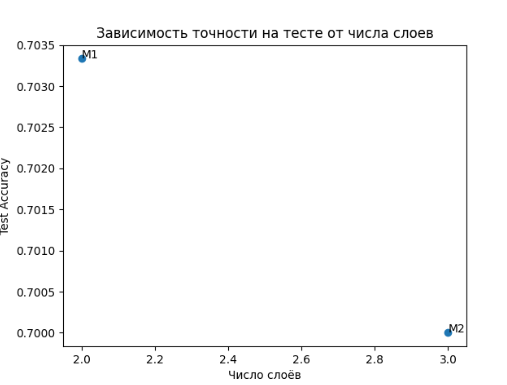 Зависимость точности на тесте от числа слоев
0.7035
M1
0.7030
0.7025
0.7020
0.7015
0.7010
0.7005
0.7000
M2
Test Accuracy
2.0 2.2 2.4 2.6 2.8 3.0
Число слоёв